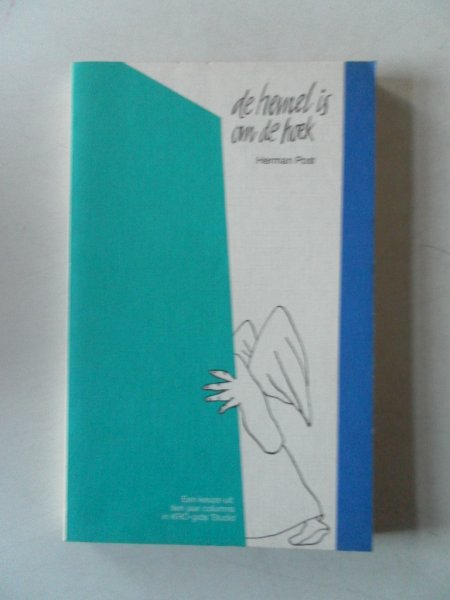 de hemel is
om de hoek
Herman Post
Een keuze uit
tien jaar columns
in KRO-gids 'Studio'